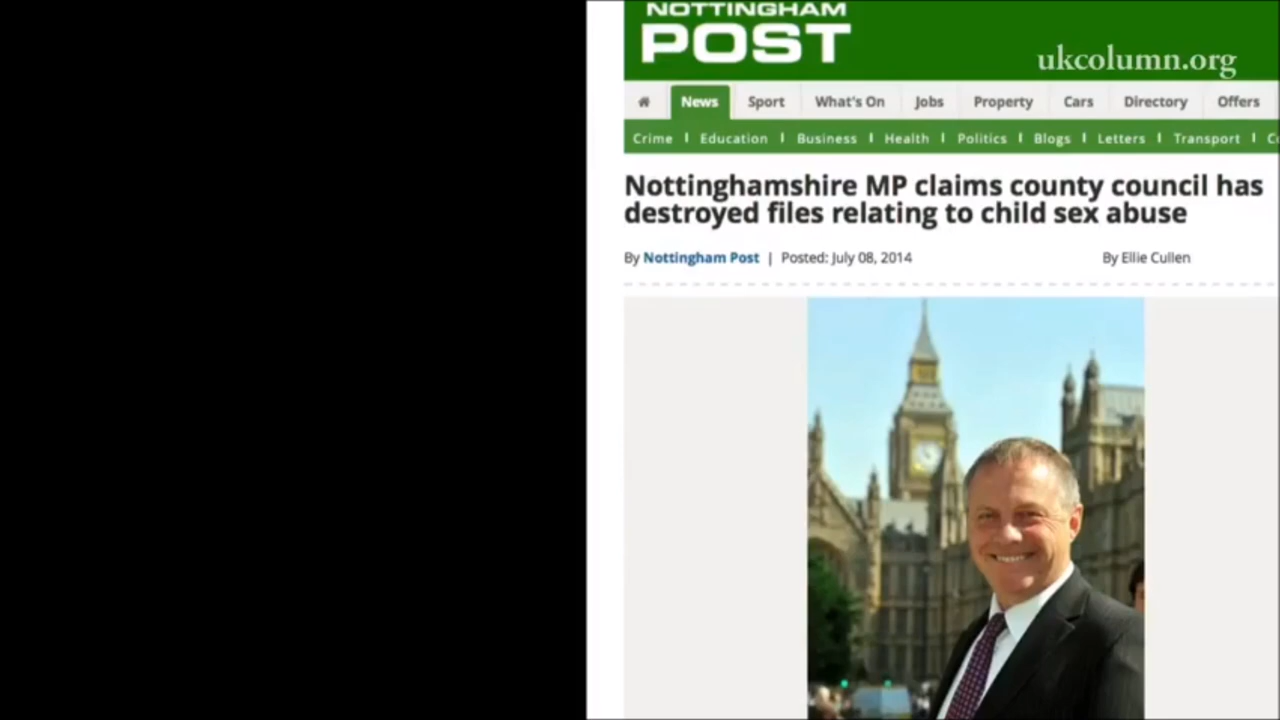 NOTTINGHAM
POST
ukcolumn.org
News Sport What's On Jobs Property Cars Directory Offers
Crime | Education | Business | Health | Politics | Blogs | Letters | Transport |
Nottinghamshire MP claims county council has
destroyed files relating to child sex abuse
By Nottingham Post | Posted: July 08, 2014 By Ellie Cullen